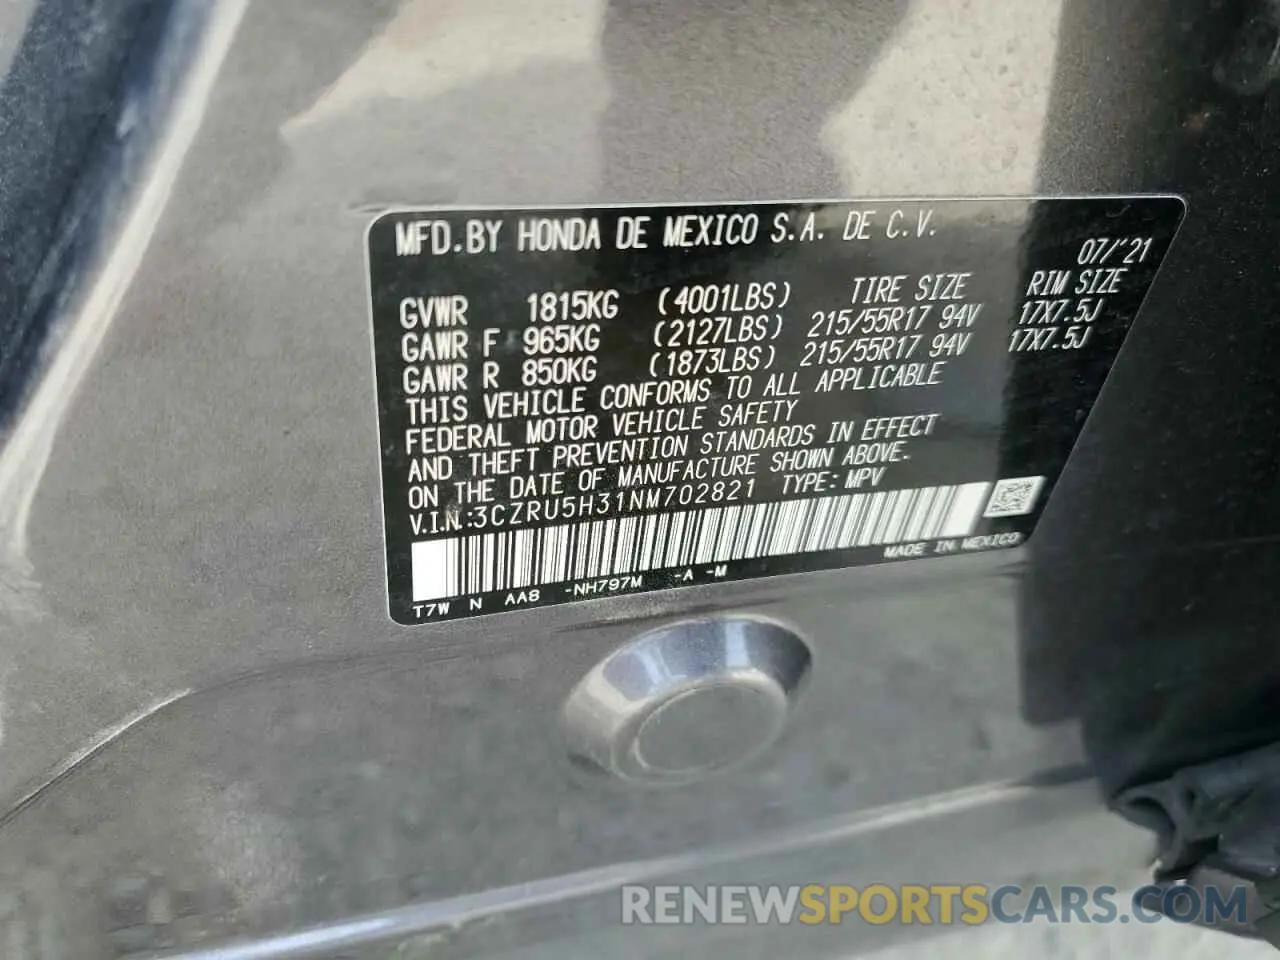 MFD.BY HONDA DE MEXICO S.A. DE C.V.
07/'21
GVWR 1815KG (4001LBS) TIRE SIZE RIM SIZE
GAWR F 965KG (2127LBS) 215/55R17 94V 17X7.5J
GAWR R 850KG (1873LBS) 215/55R17 94V 17X7.5J
THIS VEHICLE CONFORMS TO ALL APPLICABLE
FEDERAL MOTOR VEHICLE SAFETY
AND THEFT PREVENTION STANDARDS IN EFFECT
ON THE DATE OF MANUFACTURE SHOWN ABOVE.
V.I.N.:3CZRU5H31NM702821 TYPE: MPV
MADE IN MEXICO
T7W N AA8 -NH797M -A -M
RENEWSPORTSCARS.COM